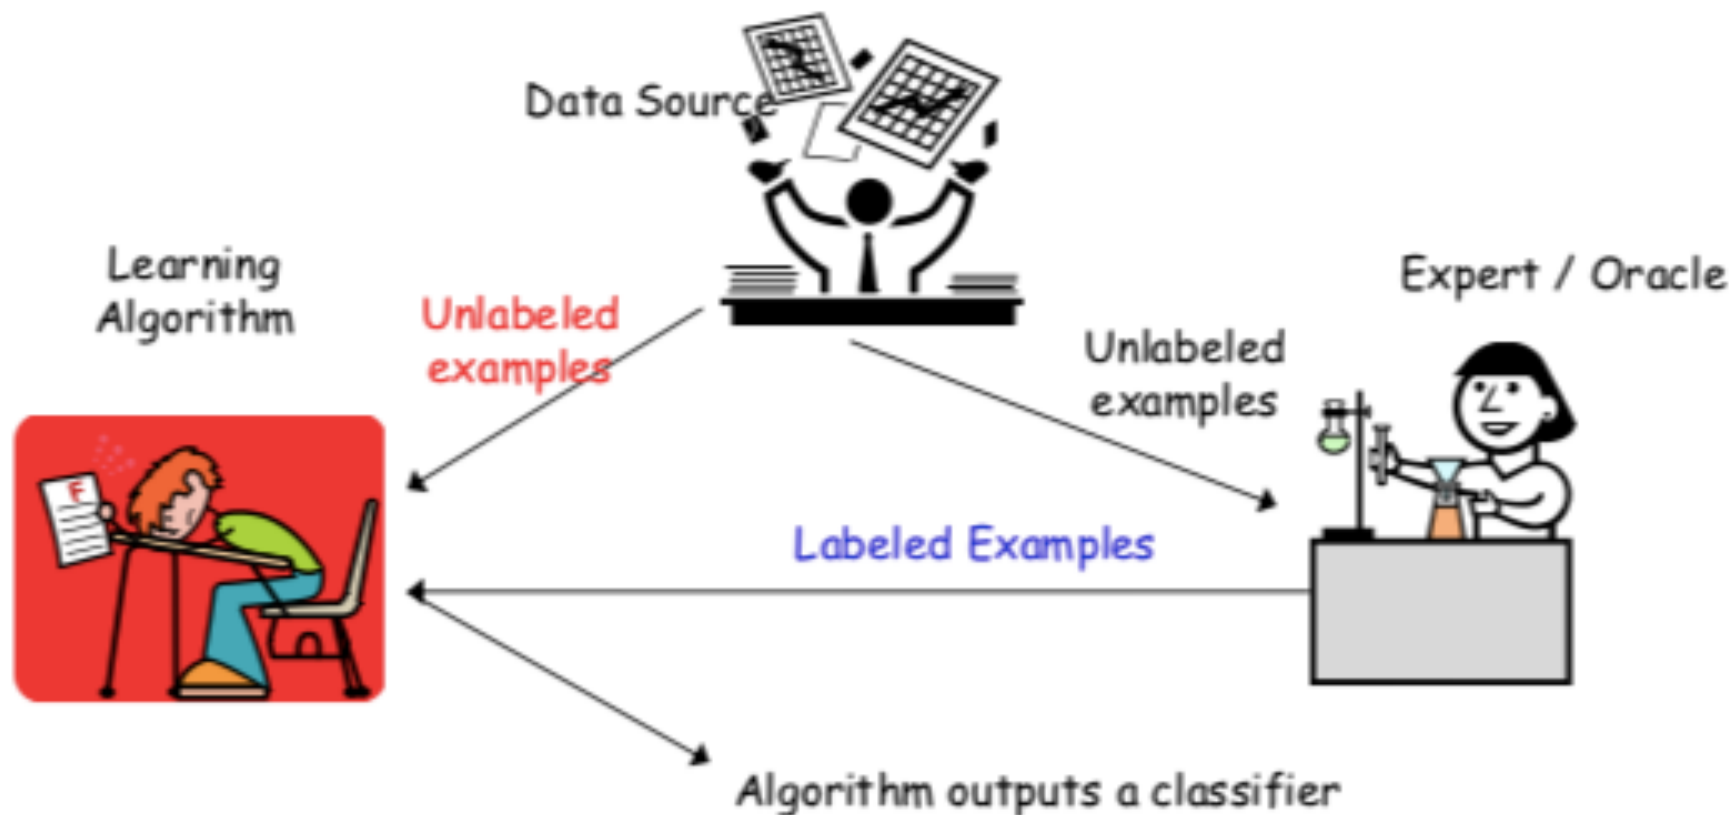 Data Source
Learning
Algorithm
Unlabeled
examples
Expert / Oracle
Unlabeled
examples
F
Labeled Examples
Algorithm outputs a classifier